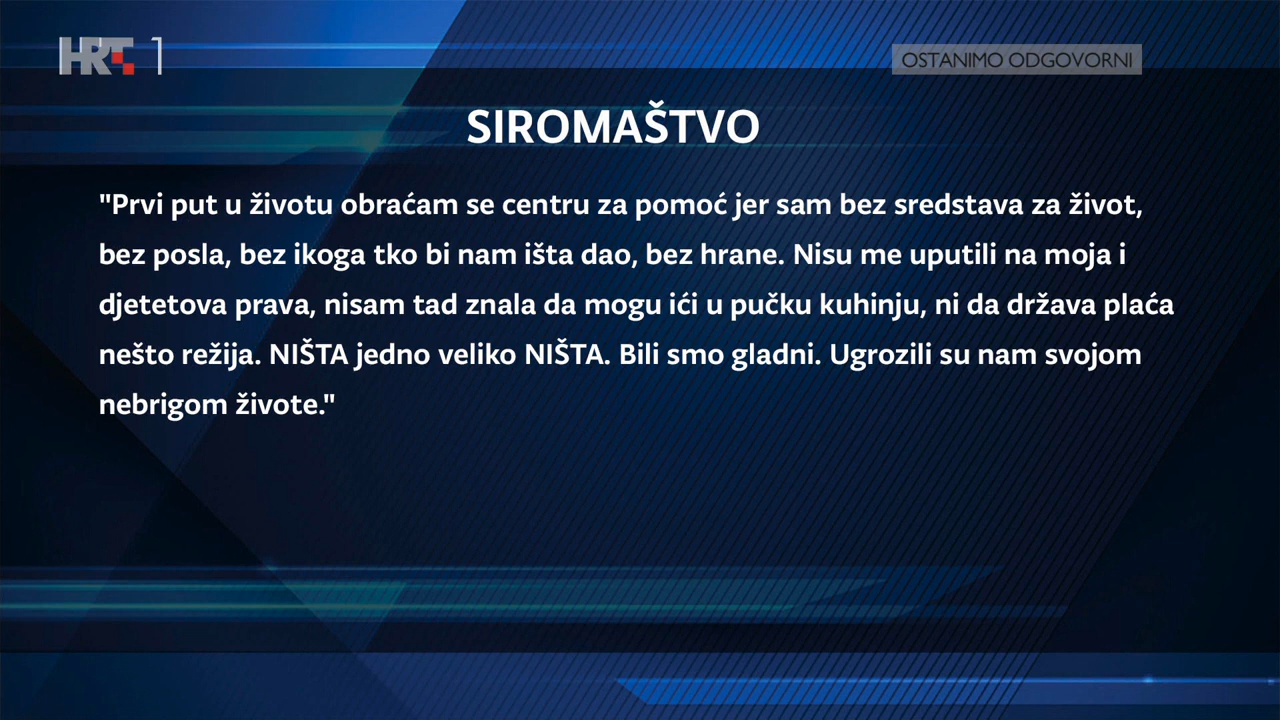 HRT 1
OSTANIMO ODGOVORNI
SIROMAŠTVO
"Prvi put u životu obraćam se centru za pomoć jer sam bez sredstava za život,
bez posla, bez ikoga tko bi nam išta dao, bez hrane. Nisu me uputili na moja i
djetetova prava, nisam tad znala da mogu ići u pučku kuhinju, ni da država plaća
nešto režija. NIŠTA jedno veliko NIŠTA. Bili smo gladni. Ugrozili su nam svojom
nebrigom živote."